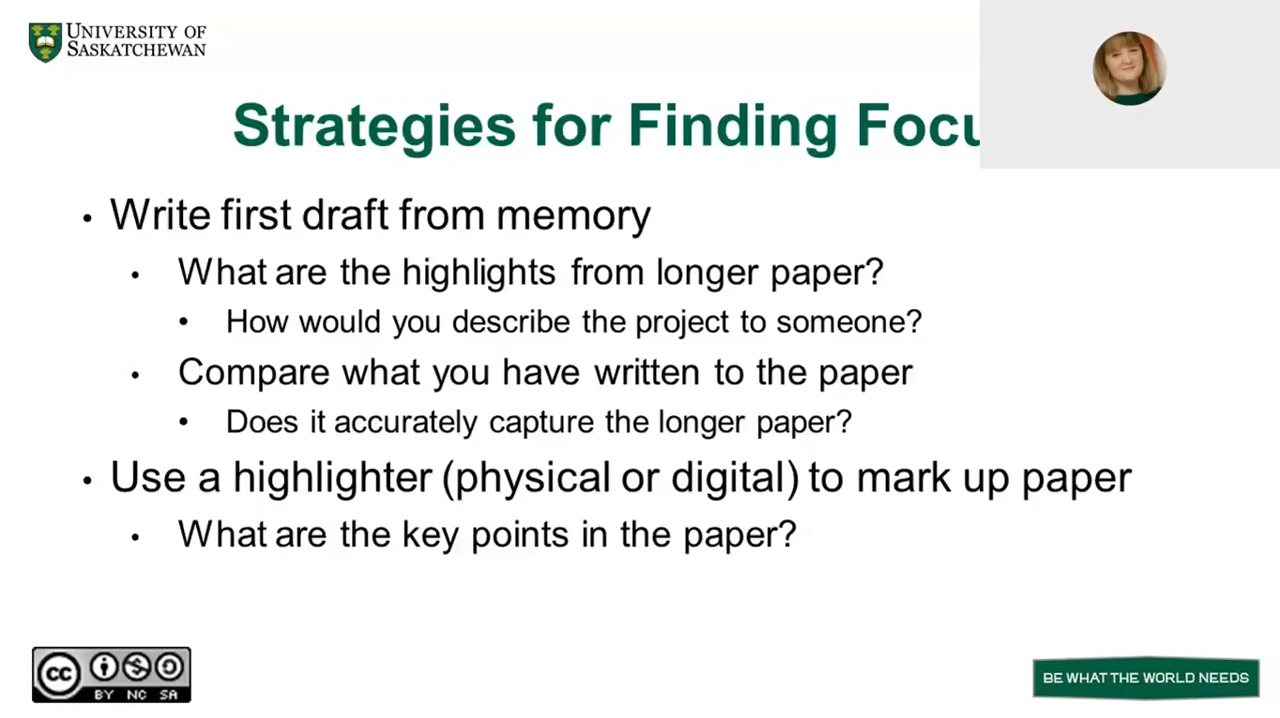 UNIVERSITY OF
SASKATCHEWAN
Strategies for Finding Focu
• Write first draft from memory
• What are the highlights from longer paper?
• How would you describe the project to someone?
• Compare what you have written to the paper
• Does it accurately capture the longer paper?
• Use a highlighter (physical or digital) to mark up paper
• What are the key points in the paper?
cc
BY NC SA
BE WHAT THE WORLD NEEDS